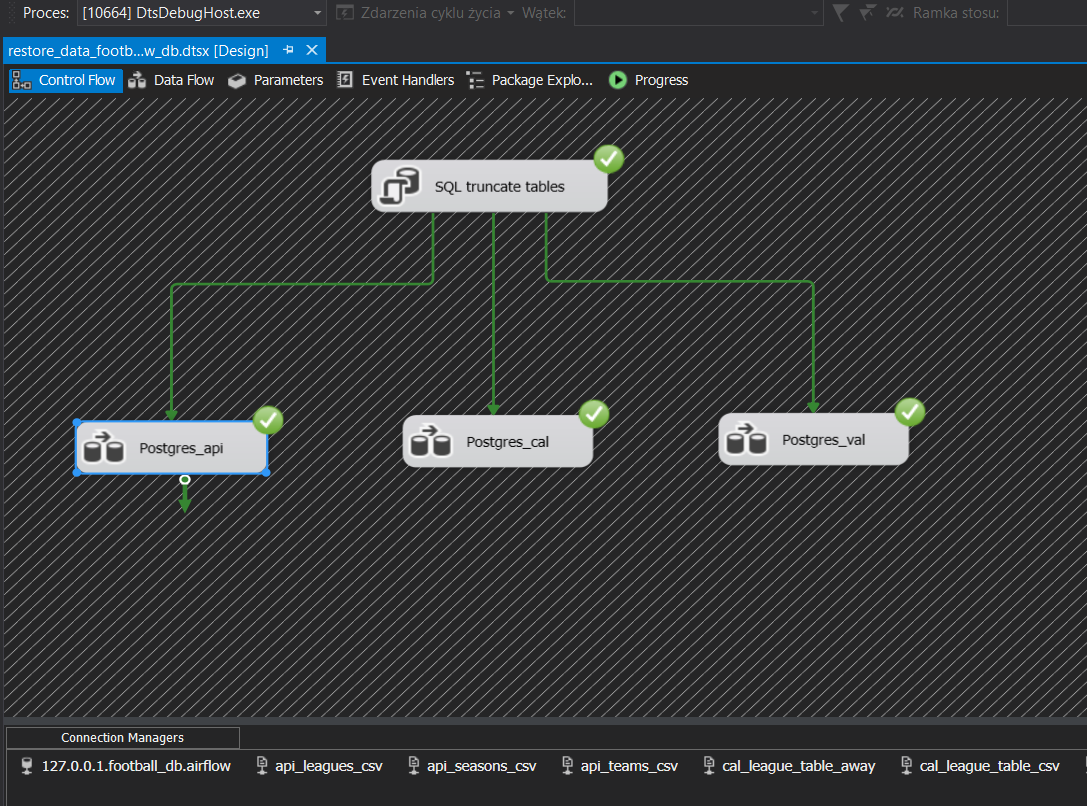 Proces: [10664] DtsDebugHost.exe Zdarzenia cyklu życia Wątek: Ramka stosu:
restore_data_footb...w_db.dtsx [Design]
Control Flow Data Flow Parameters Event Handlers Package Explo... Progress
SQL truncate tables
Postgres_api Postgres_cal Postgres_val
Connection Managers
127.0.0.1.football_db.airflow api_leagues_csv api_seasons_csv api_teams_csv cal_league_table_away cal_league_table_csv